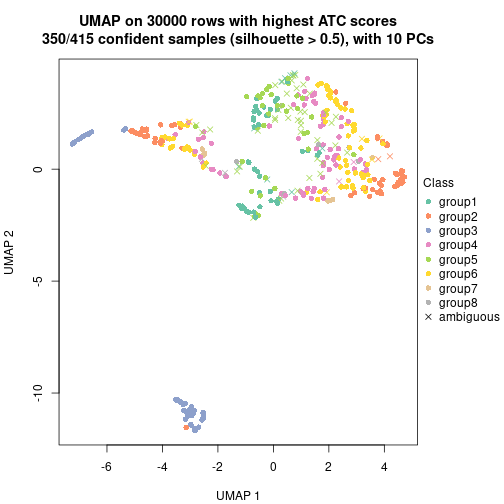 UMAP on 30000 rows with highest ATC scores
350/415 confident samples (silhouette > 0.5), with 10 PCs
UMAP 2
0
-5
-10
-6
-4
-2
0
2
4
UMAP 1
Class
group1
group2
group3
group4
group5
group6
group7
group8
ambiguous